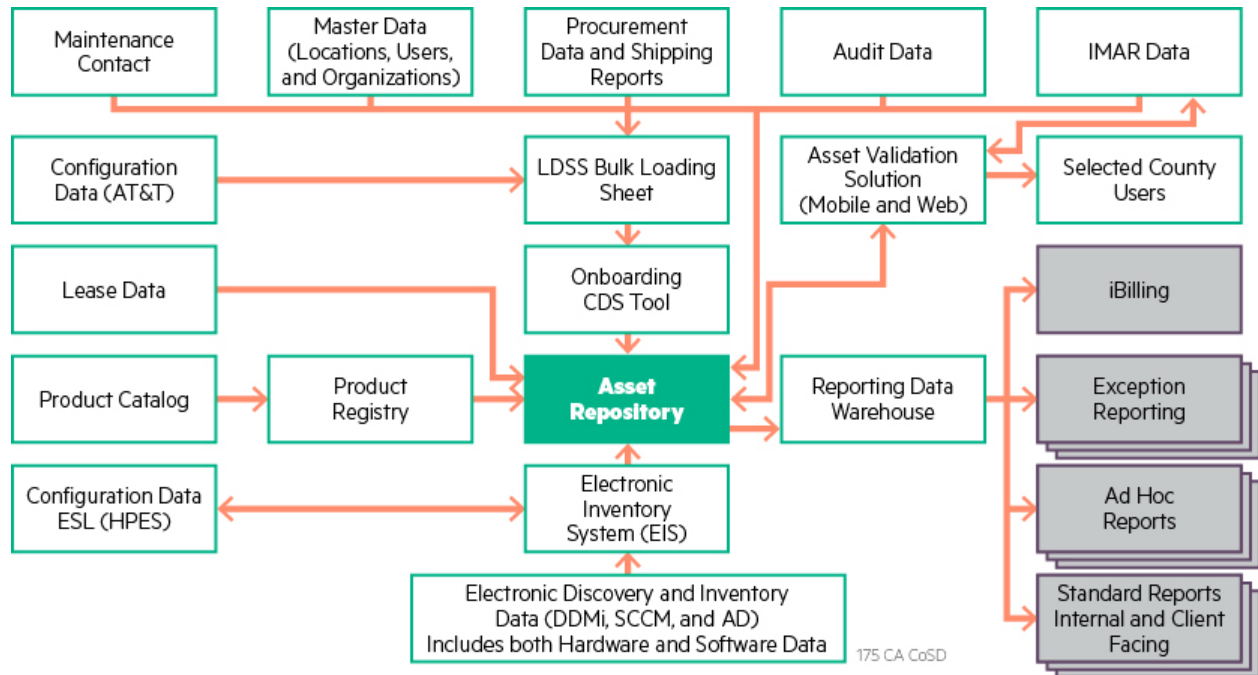 Maintenance
Contact
Master Data
(Locations, Users,
and Organizations)
Procurement
Data and Shipping
Reports
Audit Data
IMAR Data
Configuration
Data (AT&T)
LDSS Bulk Loading
Sheet
Asset Validation
Solution
(Mobile and Web)
Selected County
Users
Lease Data
Onboarding
CDS Tool
iBilling
Product Catalog
Product
Registry
Asset
Repository
Reporting Data
Warehouse
Exception
Reporting
Configuration Data
ESL (HPES)
Electronic
Inventory
System (EIS)
Ad Hoc
Reports
Electronic Discovery and Inventory
Data (DDMi, SCCM, and AD)
Includes both Hardware and Software Data
175 CA CoSD
Standard Reports
Internal and Client
Facing